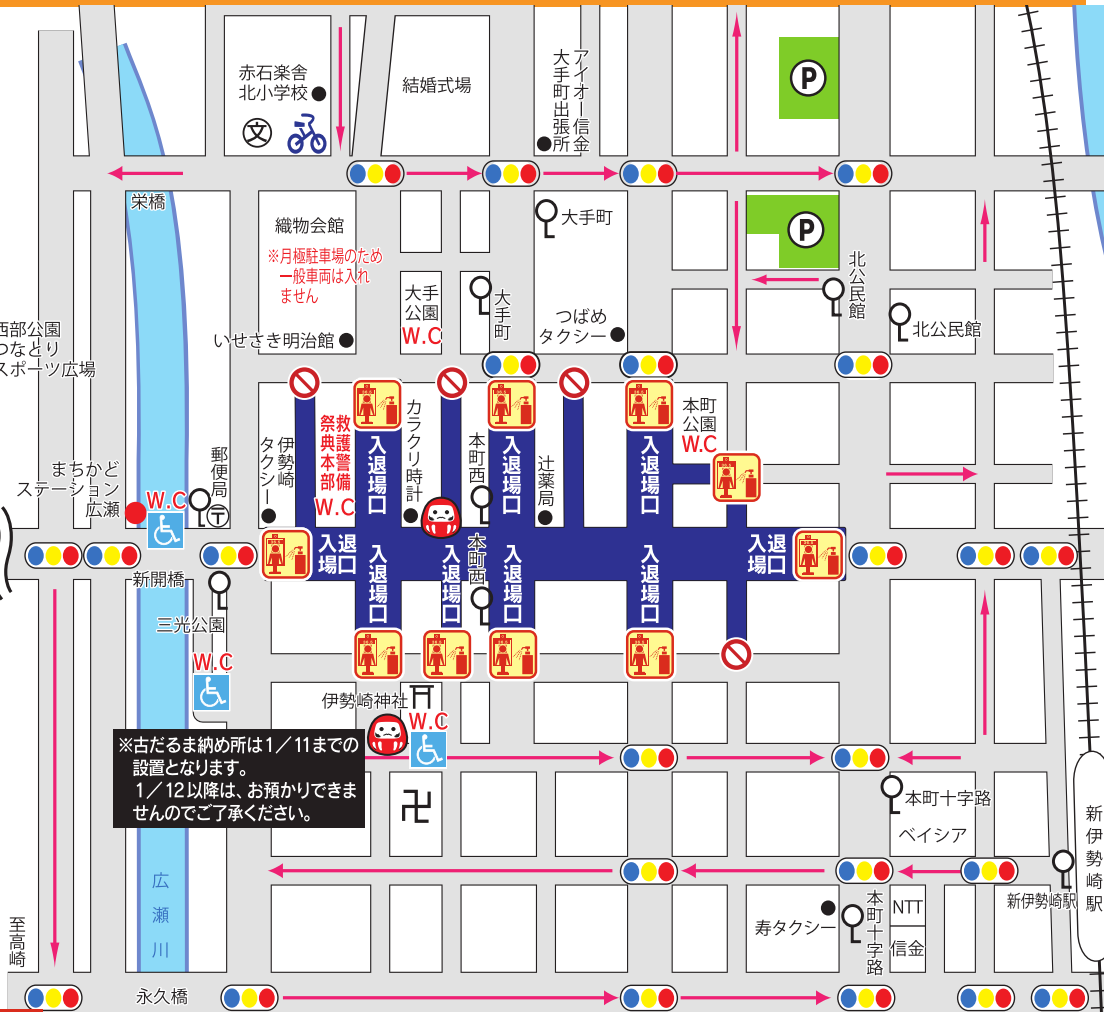 赤石楽舎
北小学校
文
結婚式場
アイオー信金
大手町出張所
P
栄橋
織物会館
※月極駐車場のため
一般車両は入れ
ません
大手町
P
北公民館
北公民館
大手
公園
W.C
大手町
つばめ
タクシー
いせさき明治館
西部公園
つなとり
スポーツ広場
まちかど
ステーション
広瀬
W.C
郵便局
〒
伊勢崎
タクシー
救護警備
祭典本部
W.C
カラクリ時計
本町西
辻薬局
本町
公園
W.C
入退場口
入退場口
入退場口
入退
場口
入退
場口
本町西
入退場口
入退場口
入退場口
入退場口
新開橋
三光公園
W.C
伊勢崎神社
W.C
※古だるま納め所は1／11までの
設置となります。
1／12以降は、お預かりできま
せんのでご了承ください。
卍
本町十字路
ベイシア
新伊勢崎駅
新伊勢崎駅
広瀬川
寿タクシー
本町十字路
NTT
信金
至高崎
永久橋